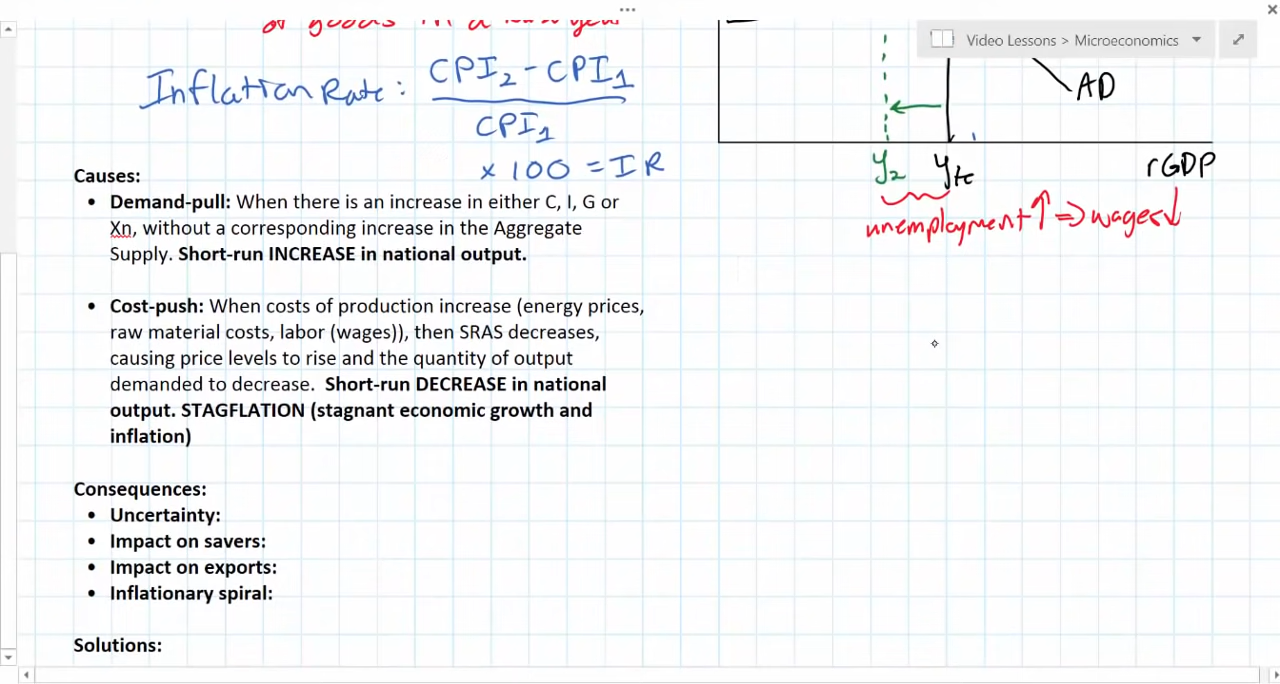 of goods in a
Video Lessons > Microeconomics
Inflation Rate: CPI2 - CPI1
CPI1
x 100 = IR
AD
y2 yfe rGDP
unemployment ↑ => wages ↓
Causes:
• Demand-pull: When there is an increase in either C, I, G or
Xn, without a corresponding increase in the Aggregate
Supply. Short-run INCREASE in national output.
• Cost-push: When costs of production increase (energy prices,
raw material costs, labor (wages)), then SRAS decreases,
causing price levels to rise and the quantity of output
demanded to decrease. Short-run DECREASE in national
output. STAGFLATION (stagnant economic growth and
inflation)
Consequences:
• Uncertainty:
• Impact on savers:
• Impact on exports:
• Inflationary spiral:
Solutions: